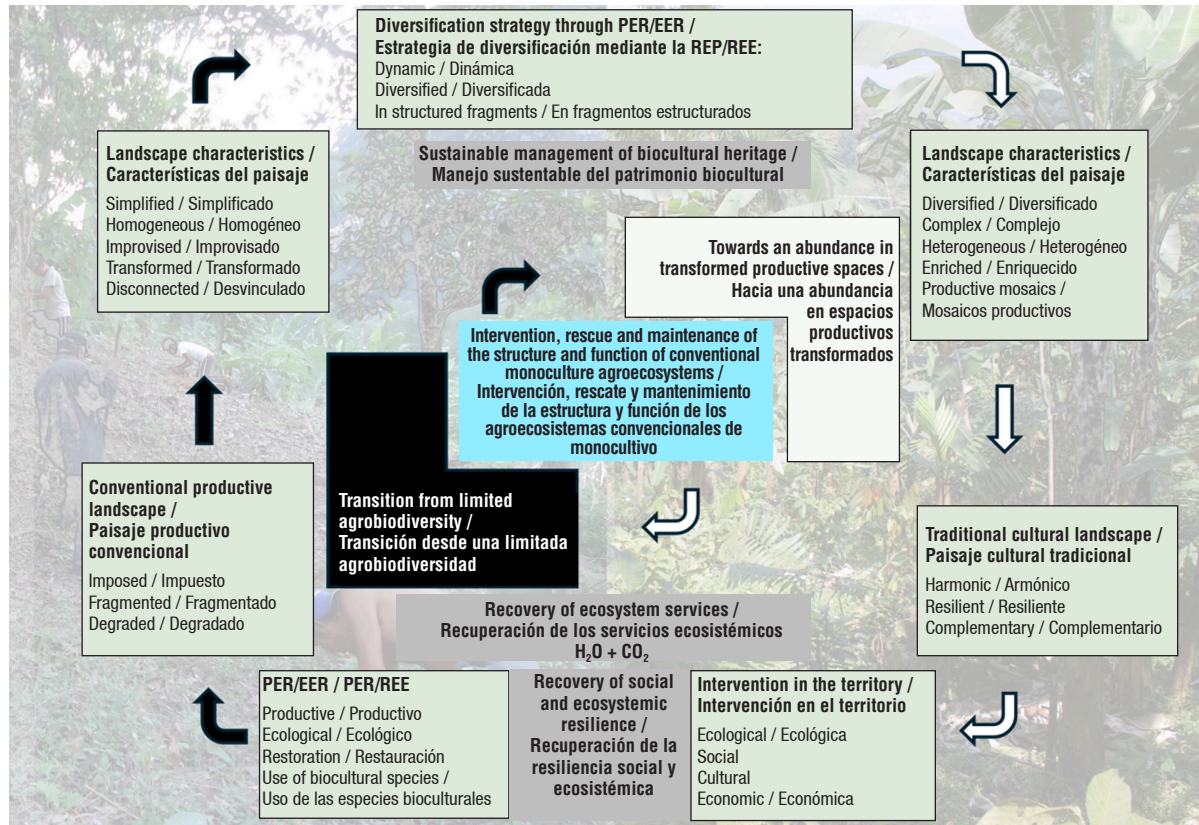 Diversification strategy through PER/EER /
Estrategia de diversificación mediante la REP/REE:
Dynamic / Dinámica
Diversified / Diversificada
In structured fragments / En fragmentos estructurados
Landscape characteristics /
Características del paisaje
Simplified / Simplificado
Homogeneous / Homogéneo
Improvised / Improvisado
Transformed / Transformado
Disconnected / Desvinculado
Sustainable management of biocultural heritage /
Manejo sustentable del patrimonio biocultural
Landscape characteristics /
Características del paisaje
Diversified / Diversificado
Complex / Complejo
Heterogeneous / Heterogéneo
Enriched / Enriquecido
Productive mosaics /
Mosaicos productivos
Towards an abundance in
transformed productive spaces /
Hacia una abundancia
en espacios
productivos
transformados
Intervention, rescue and maintenance of
the structure and function of conventional
monoculture agroecosystems /
Intervención, rescate y mantenimiento
de la estructura y función de los
agroecosistemas convencionales de
monocultivo
Conventional productive
landscape /
Paisaje productivo
convencional
Imposed / Impuesto
Fragmented / Fragmentado
Degraded / Degradado
Transition from limited
agrobiodiversity /
Transición desde una limitada
agrobiodiversidad
Traditional cultural landscape /
Paisaje cultural tradicional
Harmonic / Armónico
Resilient / Resiliente
Complementary / Complementario
Recovery of ecosystem services /
Recuperación de los servicios ecosistémicos
H₂O + CO₂
PER/EER / PER/REE
Productive / Productivo
Ecological / Ecológico
Restoration / Restauración
Use of biocultural species /
Uso de las especies bioculturales
Recovery of social
and ecosystemic
resilience /
Recuperación de la
resiliencia social y
ecosistémica
Intervention in the territory /
Intervención en el territorio
Ecological / Ecológica
Social
Cultural
Economic / Económica